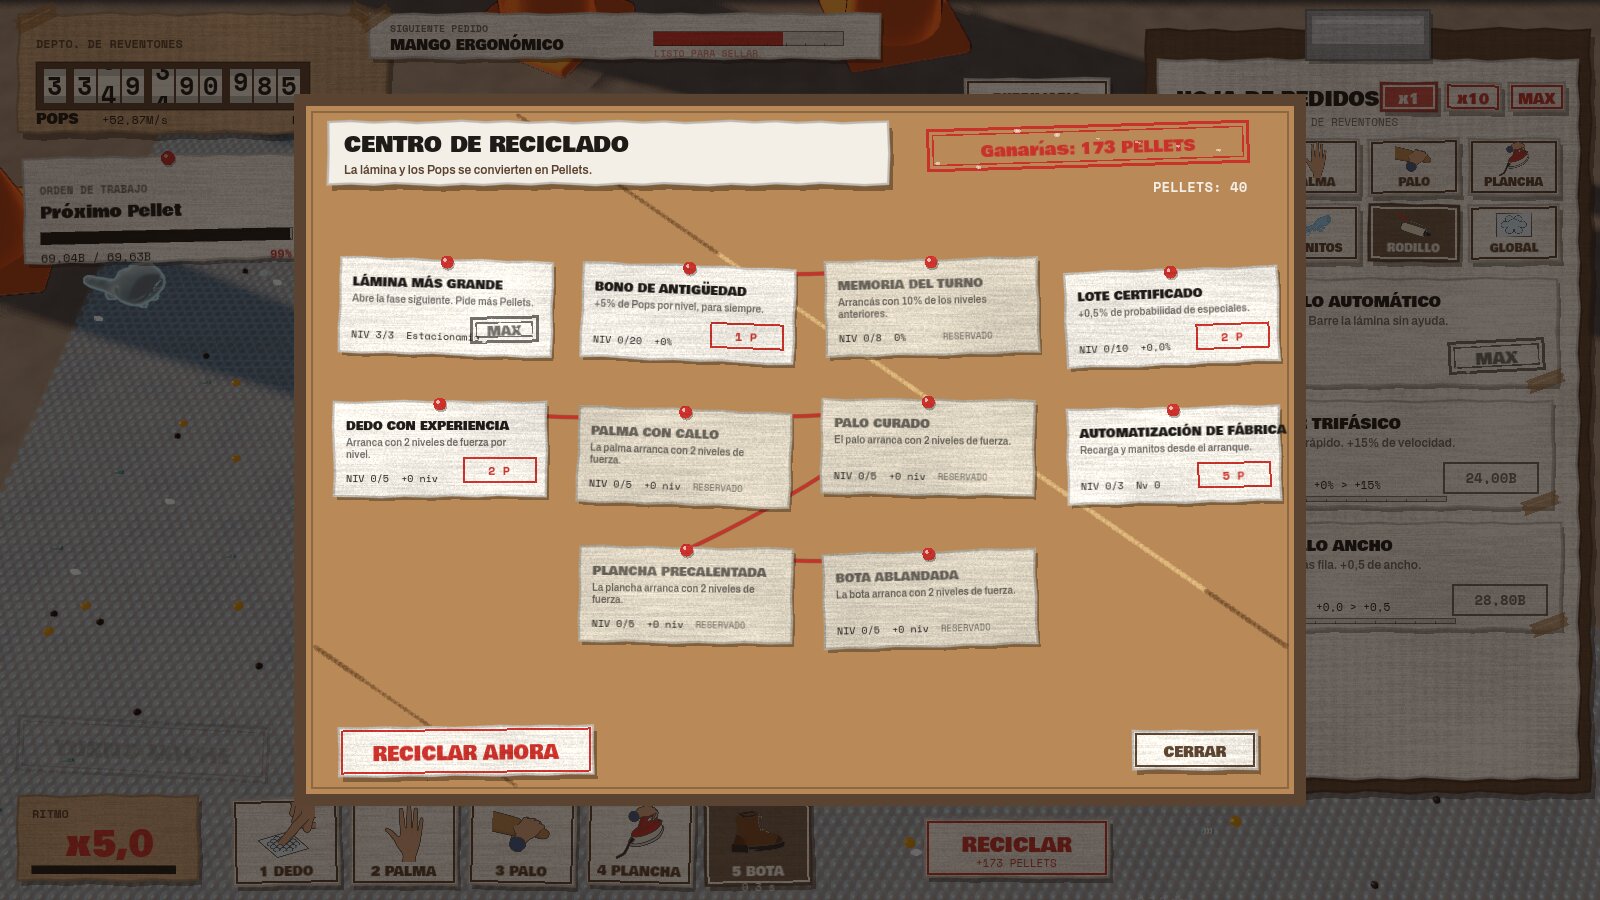 DEPTO. DE REVENTONES
POPS +52,87M/s
SIGUIENTE PEDIDO
MANGO ERGONÓMICO
LISTO PARA SELLAR
ORDEN DE TRABAJO
Próximo Pellet
69.04B / 69.63B 99%
CENTRO DE RECICLADO
La lámina y los Pops se convierten en Pellets.
Ganarías: 173 PELLETS
PELLETS: 40
LÁMINA MÁS GRANDE
Abre la fase siguiente. Pide más Pellets.
NIV 3/3 Estacionami
MAX
BONO DE ANTIGÜEDAD
+5% de Pops por nivel, para siempre.
NIV 0/20 +0%
1 P
MEMORIA DEL TURNO
Arrancás con 10% de los niveles
anteriores.
NIV 0/8 0% RESERVADO
LOTE CERTIFICADO
+0,5% de probabilidad de especiales.
NIV 0/10 +0,0%
2 P
DEDO CON EXPERIENCIA
Arranca con 2 niveles de fuerza por
nivel.
NIV 0/5 +0 niv
2 P
PALMA CON CALLO
La palma arranca con 2 niveles de
fuerza.
NIV 0/5 +0 niv RESERVADO
PALO CURADO
El palo arranca con 2 niveles de fuerza.
NIV 0/5 +0 niv RESERVADO
AUTOMATIZACIÓN DE FÁBRICA
Recarga y manitos desde el arranque.
NIV 0/3 Nv 0
5 P
PLANCHA PRECALENTADA
La plancha arranca con 2 niveles de
fuerza.
NIV 0/5 +0 niv RESERVADO
BOTA ABLANDADA
La bota arranca con 2 niveles de fuerza.
NIV 0/5 +0 niv RESERVADO
RECICLAR AHORA
CERRAR
EDIDOS
x1 x10 MAX
DE REVENTONES
LMA PALO PLANCHA
NITOS RODILLO GLOBAL
LO AUTOMÁTICO
Barre la lámina sin ayuda.
MAX
TRIFÁSICO
rápido. +15% de velocidad.
+0% > +15%
24,00B
LO ANCHO
s fila. +0,5 de ancho.
+0,0 > +0,5
28,80B
RITMO
x5,0
1 DEDO
2 PALMA
3 PALO
4 PLANCHA
5 BOTA
RECICLAR
+173 PELLETS